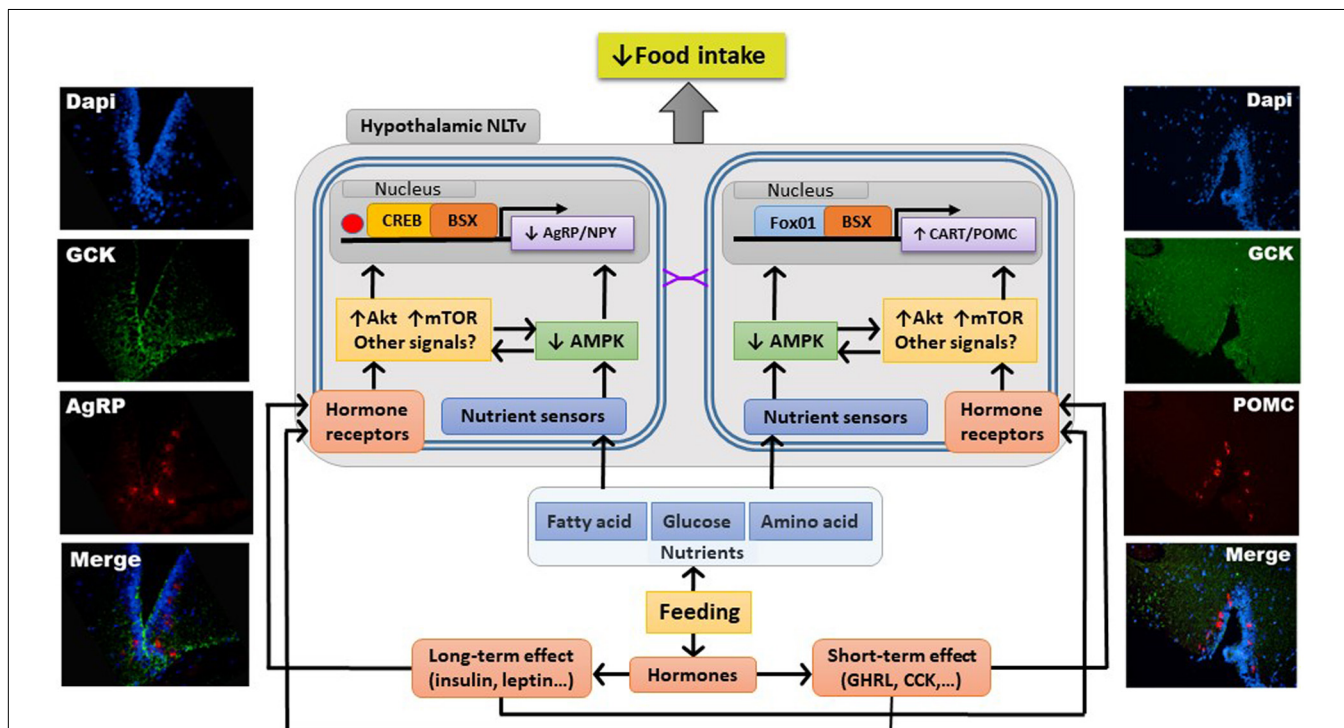 ↓Food intake
Dapi
GCK
AgRP
Merge
Hypothalamic NLTv
Nucleus
CREB
BSX
↓ AgRP/NPY
↑Akt ↑mTOR
Other signals?
↓ AMPK
Hormone
receptors
Nutrient sensors
Nucleus
Fox01
BSX
↑ CART/POMC
↓ AMPK
↑Akt ↑mTOR
Other signals?
Nutrient sensors
Hormone
receptors
Dapi
GCK
POMC
Merge
Fatty acid
Glucose
Amino acid
Nutrients
Feeding
Long-term effect
(insulin, leptin...)
Hormones
Short-term effect
(GHRL, CCK,...)